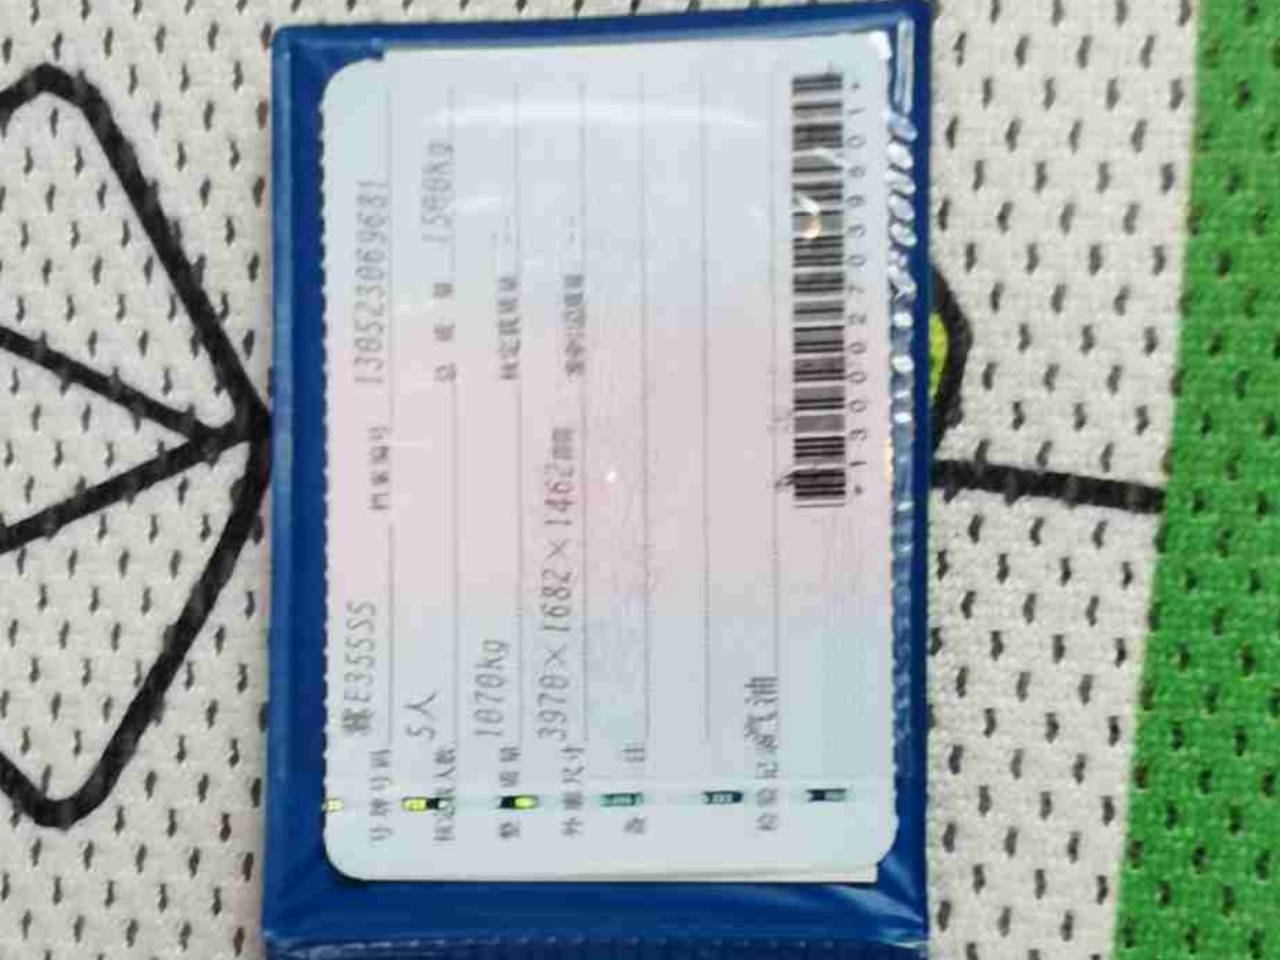 号牌号码 冀E355SS 档案编号 130523069681
核定载人数 5人 总质量 1500kg
整备质量 1070kg 核定载质量 --
外廓尺寸 3970×1682×1462mm 准牵引总质量 --
备注
检验记录 汽油
*1300027039501*